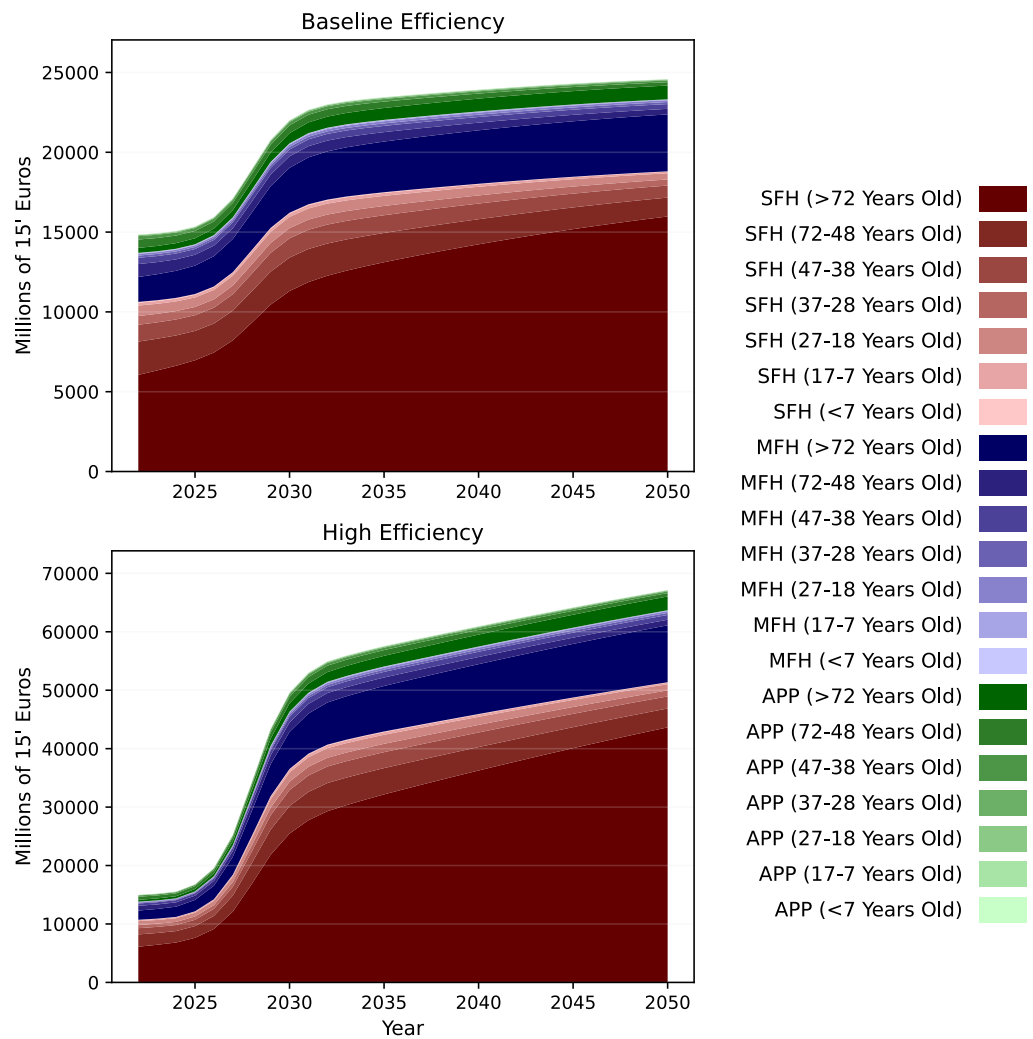 Baseline Efficiency
Millions of 15' Euros
25000
20000
15000
10000
5000
0
2025 2030 2035 2040 2045 2050
High Efficiency
Millions of 15' Euros
70000
60000
50000
40000
30000
20000
10000
0
2025 2030 2035 2040 2045 2050
Year
SFH (>72 Years Old)
SFH (72-48 Years Old)
SFH (47-38 Years Old)
SFH (37-28 Years Old)
SFH (27-18 Years Old)
SFH (17-7 Years Old)
SFH (<7 Years Old)
MFH (>72 Years Old)
MFH (72-48 Years Old)
MFH (47-38 Years Old)
MFH (37-28 Years Old)
MFH (27-18 Years Old)
MFH (17-7 Years Old)
MFH (<7 Years Old)
APP (>72 Years Old)
APP (72-48 Years Old)
APP (47-38 Years Old)
APP (37-28 Years Old)
APP (27-18 Years Old)
APP (17-7 Years Old)
APP (<7 Years Old)